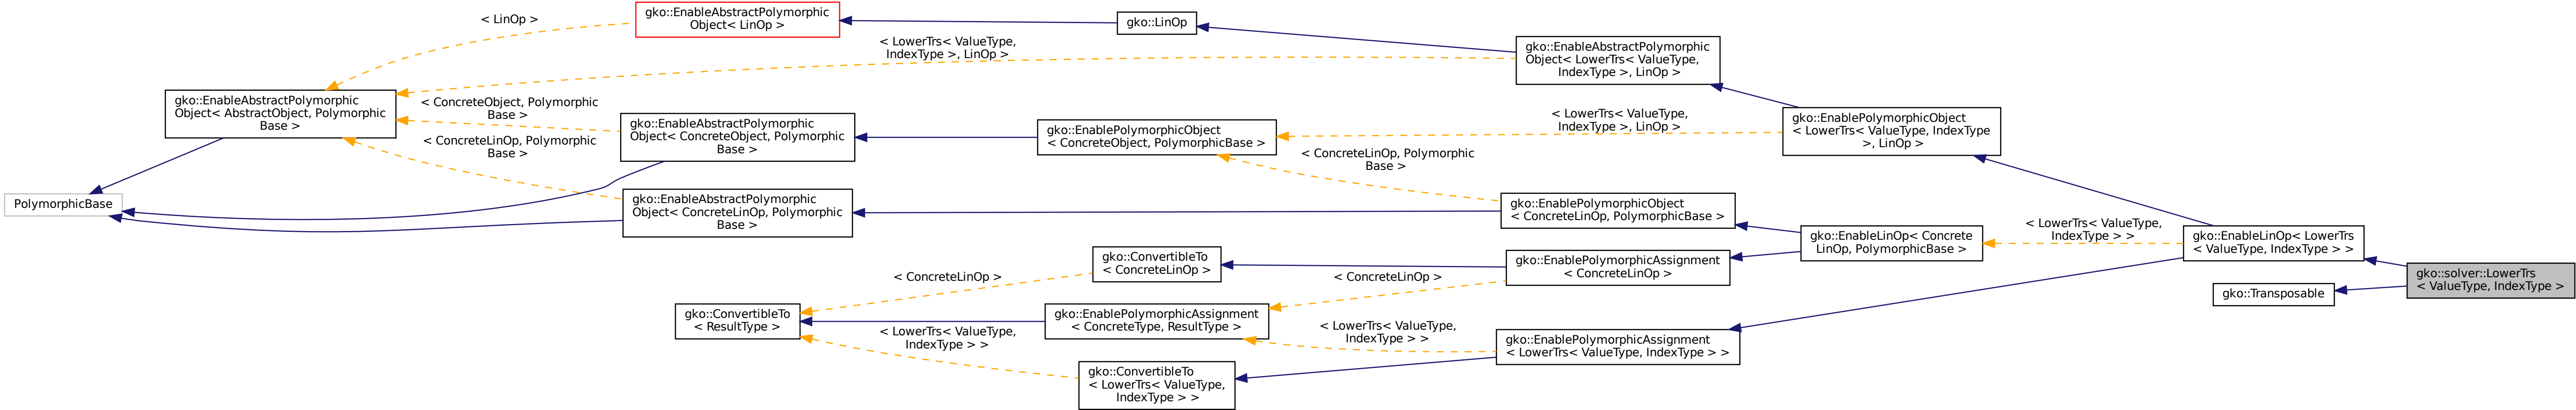 gko::EnableAbstractPolymorphic
Object< LinOp >
< LinOp >
gko::LinOp
< LowerTrs< ValueType,
IndexType >, LinOp >
gko::EnableAbstractPolymorphic
Object< LowerTrs< ValueType,
IndexType >, LinOp >
gko::EnableAbstractPolymorphic
Object< AbstractObject, Polymorphic
Base >
< ConcreteObject, Polymorphic
Base >
gko::EnableAbstractPolymorphic
Object< ConcreteObject, Polymorphic
Base >
gko::EnablePolymorphicObject
< ConcreteObject, PolymorphicBase >
< LowerTrs< ValueType,
IndexType >, LinOp >
gko::EnablePolymorphicObject
< LowerTrs< ValueType, IndexType
>, LinOp >
< ConcreteLinOp, Polymorphic
Base >
< ConcreteLinOp, Polymorphic
Base >
PolymorphicBase
gko::EnableAbstractPolymorphic
Object< ConcreteLinOp, Polymorphic
Base >
gko::EnablePolymorphicObject
< ConcreteLinOp, PolymorphicBase >
gko::EnableLinOp< Concrete
LinOp, PolymorphicBase >
< LowerTrs< ValueType,
IndexType > >
gko::EnableLinOp< LowerTrs
< ValueType, IndexType > >
gko::ConvertibleTo
< ConcreteLinOp >
gko::EnablePolymorphicAssignment
< ConcreteLinOp >
< ConcreteLinOp >
< ConcreteLinOp >
gko::solver::LowerTrs
< ValueType, IndexType >
gko::Transposable
gko::ConvertibleTo
< ResultType >
gko::EnablePolymorphicAssignment
< ConcreteType, ResultType >
< LowerTrs< ValueType,
IndexType > >
< LowerTrs< ValueType,
IndexType > >
gko::EnablePolymorphicAssignment
< LowerTrs< ValueType, IndexType > >
gko::ConvertibleTo
< LowerTrs< ValueType,
IndexType > >